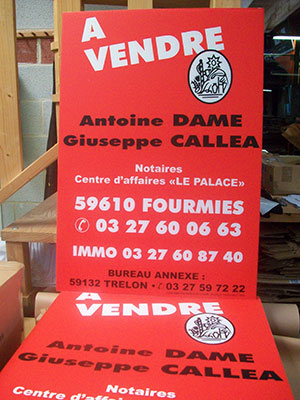 A
VENDRE
Antoine DAME
Giuseppe CALLEA
Notaires
Centre d'affaires «LE PALACE»
59610 FOURMIES
✆ 03 27 60 06 63
IMMO 03 27 60 87 40
BUREAU ANNEXE :
59132 TRELON • ✆ 03 27 59 72 22
A
VENDRE
Antoine DAME
Giuseppe CALLEA
Notaires
Centre d'affaires